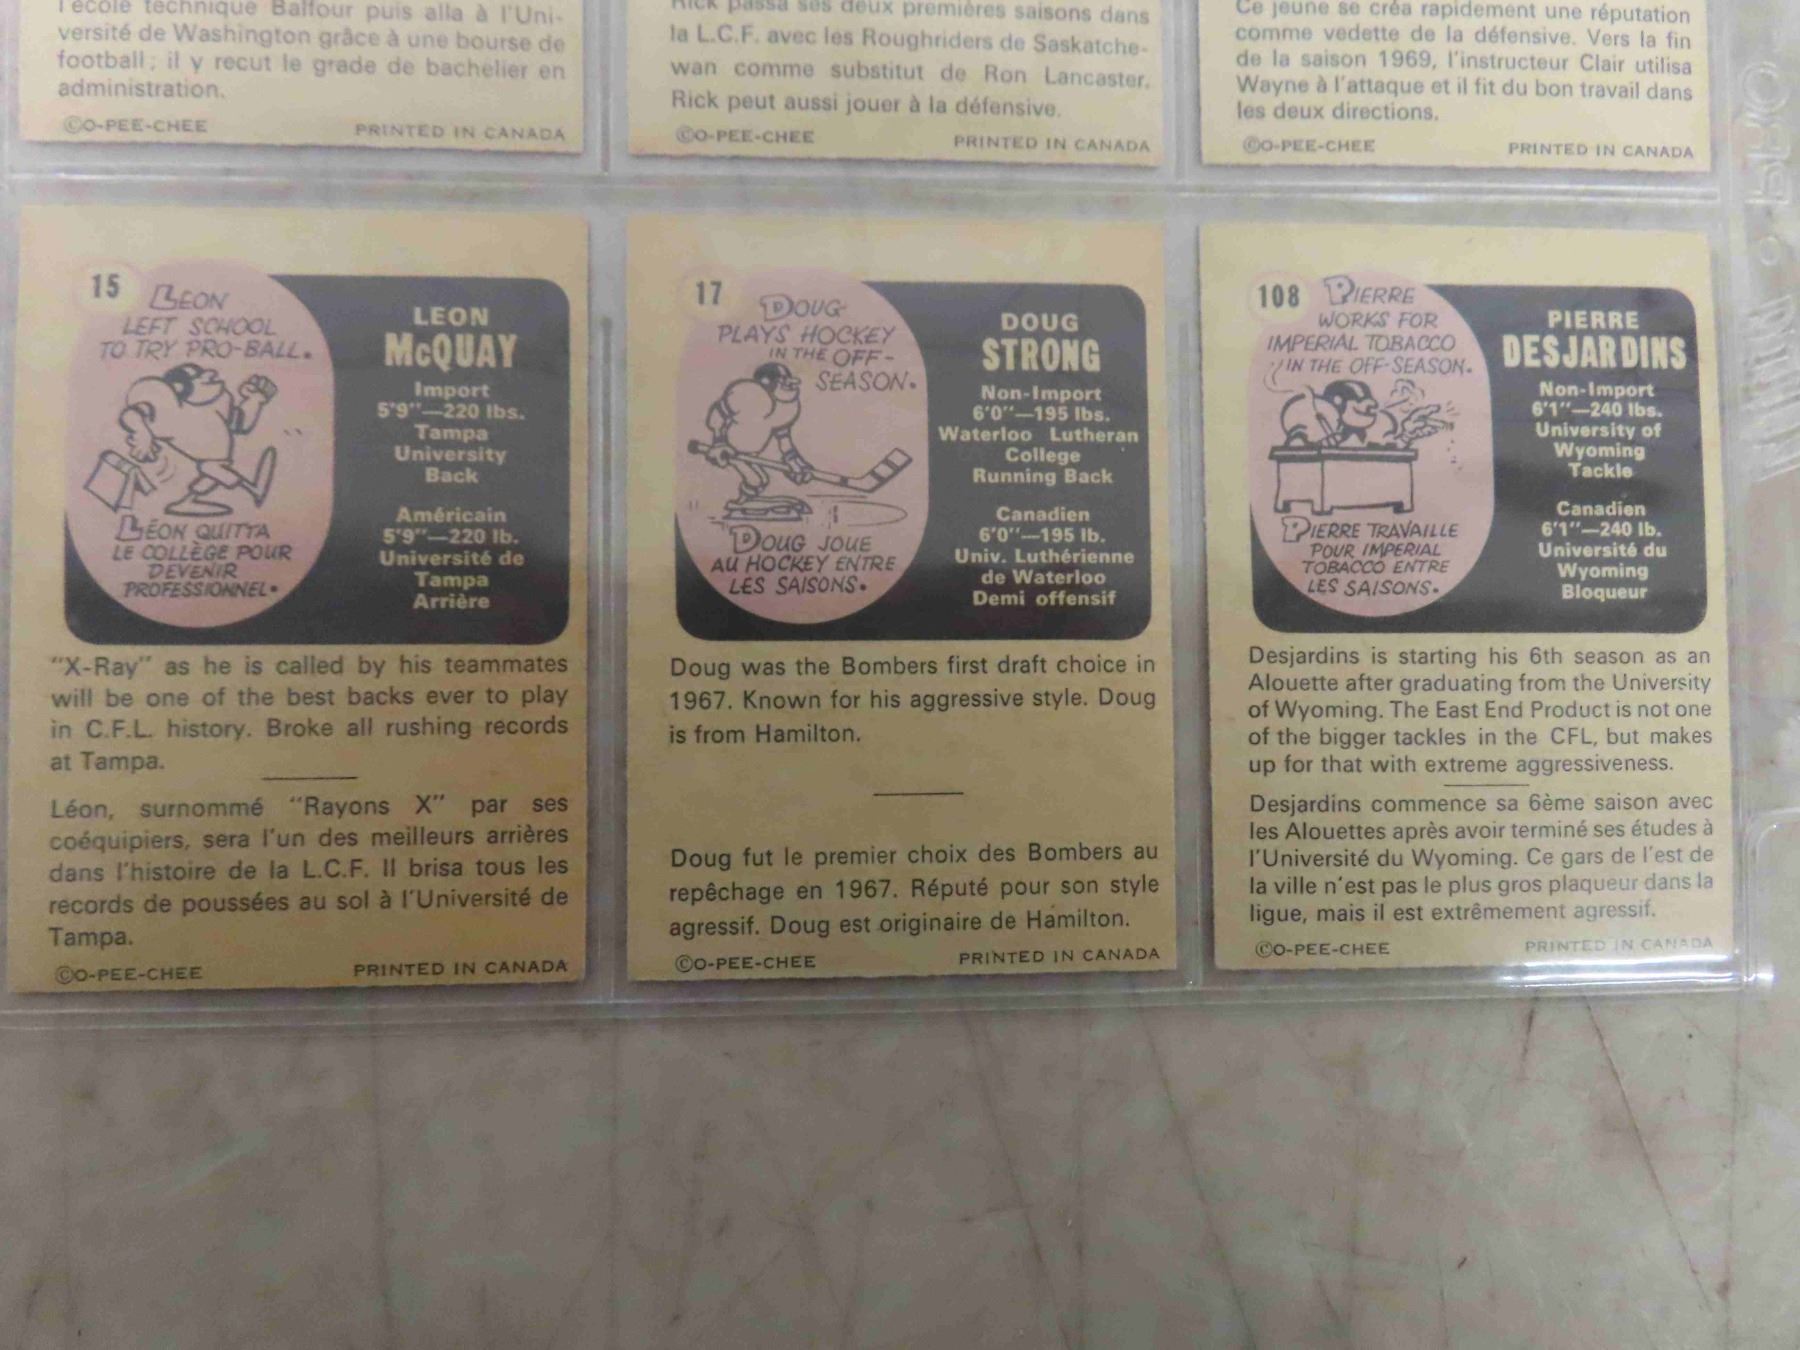 l'école technique Balfour puis alla à l'Uni-
versité de Washington grâce à une bourse de
football; il y recut le grade de bachelier en
administration.
©O-PEE-CHEE PRINTED IN CANADA
Rick passa ses deux premières saisons dans
la L.C.F. avec les Roughriders de Saskatche-
wan comme substitut de Ron Lancaster.
Rick peut aussi jouer à la défensive.
©O-PEE-CHEE PRINTED IN CANADA
Ce jeune se créa rapidement une réputation
comme vedette de la défensive. Vers la fin
de la saison 1969, l'instructeur Clair utilisa
Wayne à l'attaque et il fit du bon travail dans
les deux directions.
©O-PEE-CHEE PRINTED IN CANADA
15
LEON
LEFT SCHOOL
TO TRY PRO-BALL.
LÉON QUITTA
LE COLLÈGE POUR
DEVENIR
PROFESSIONNEL.
LEON
McQUAY
Import
5'9"—220 lbs.
Tampa
University
Back
Américain
5'9"—220 lb.
Université de
Tampa
Arrière
"X-Ray" as he is called by his teammates
will be one of the best backs ever to play
in C.F.L. history. Broke all rushing records
at Tampa.
Léon, surnommé "Rayons X" par ses
coéquipiers, sera l'un des meilleurs arrières
dans l'histoire de la L.C.F. Il brisa tous les
records de poussées au sol à l'Université de
Tampa.
©O-PEE-CHEE PRINTED IN CANADA
17
DOUG
PLAYS HOCKEY
IN THE OFF-
SEASON.
DOUG JOUE
AU HOCKEY ENTRE
LES SAISONS.
DOUG
STRONG
Non-Import
6'0"—195 lbs.
Waterloo Lutheran
College
Running Back
Canadien
6'0"—195 lb.
Univ. Luthérienne
de Waterloo
Demi offensif
Doug was the Bombers first draft choice in
1967. Known for his aggressive style. Doug
is from Hamilton.
Doug fut le premier choix des Bombers au
repêchage en 1967. Réputé pour son style
agressif. Doug est originaire de Hamilton.
©O-PEE-CHEE PRINTED IN CANADA
108
PIERRE
WORKS FOR
IMPERIAL TOBACCO
IN THE OFF-SEASON.
PIERRE TRAVAILLE
POUR IMPERIAL
TOBACCO ENTRE
LES SAISONS.
PIERRE
DESJARDINS
Non-Import
6'1"—240 lbs.
University of
Wyoming
Tackle
Canadien
6'1"—240 lb.
Université du
Wyoming
Bloqueur
Desjardins is starting his 6th season as an
Alouette after graduating from the University
of Wyoming. The East End Product is not one
of the bigger tackles in the CFL, but makes
up for that with extreme aggressiveness.
Desjardins commence sa 6ème saison avec
les Alouettes après avoir terminé ses études à
l'Université du Wyoming. Ce gars de l'est de
la ville n'est pas le plus gros plaqueur dans la
ligue, mais il est extrêmement agressif.
©O-PEE-CHEE PRINTED IN CANADA